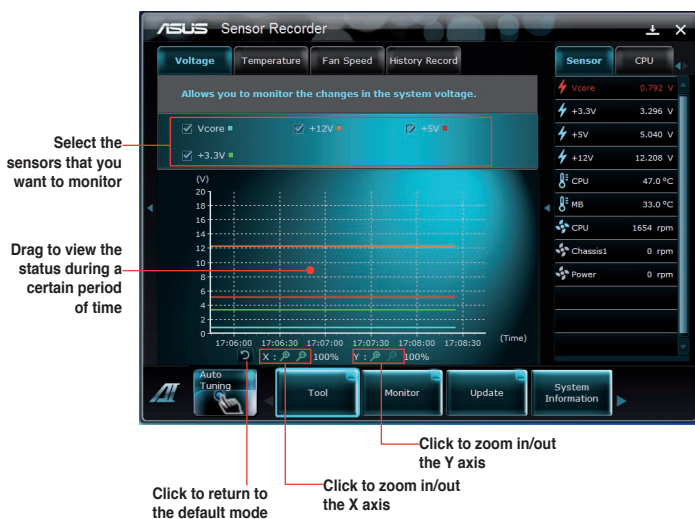 ASUS Sensor Recorder
Voltage
Temperature
Fan Speed
History Record
Allows you to monitor the changes in the system voltage.
Vcore
+12V
+5V
+3.3V
Select the
sensors that you
want to monitor
(V)
20
18
16
14
12
10
8
6
4
2
0
17:06:00 17:06:30 17:07:00 17:07:30 17:08:00 17:08:30
(Time)
Drag to view the
status during a
certain period
of time
X : 100%
Y : 100%
Sensor
CPU
Vcore 0.792 V
+3.3V 3.296 V
+5V 5.040 V
+12V 12.208 V
CPU 47.0 ºC
MB 33.0 ºC
CPU 1654 rpm
Chassis1 0 rpm
Power 0 rpm
Auto
Tuning
Tool
Monitor
Update
System
Information
Click to zoom in/out
the Y axis
Click to zoom in/out
the X axis
Click to return to
the default mode